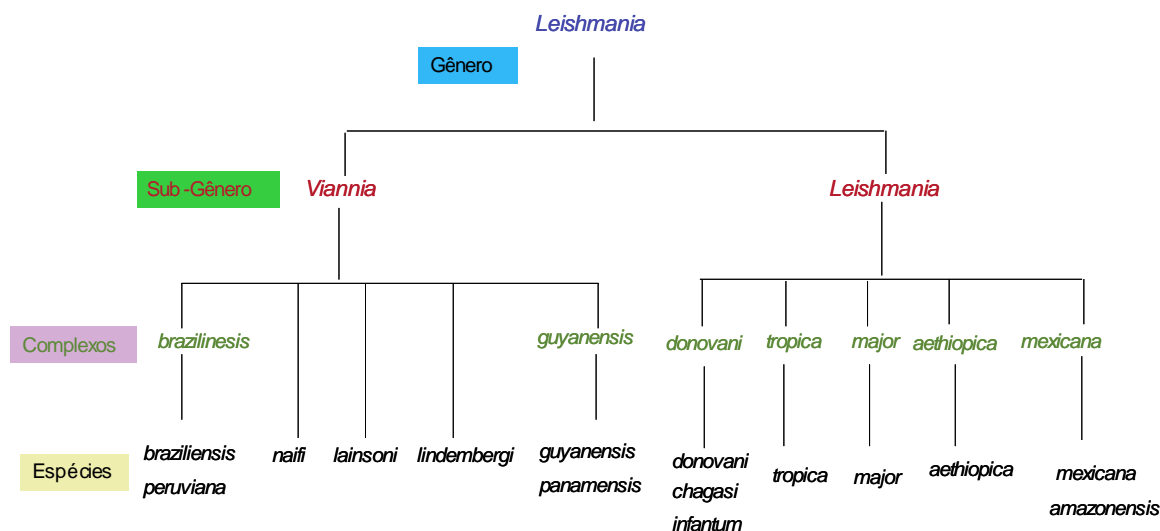 Leishmania
Gênero
Sub -Gênero
Viannia
Leishmania
Complexos
brazilinesis
guyanensis
donovani
tropica
major
aethiopica
mexicana
Espécies
braziliensis
peruviana
naifi
lainsoni
lindembergi
guyanensis
panamensis
donovani
chagasi
infantum
tropica
major
aethiopica
mexicana
amazonensis